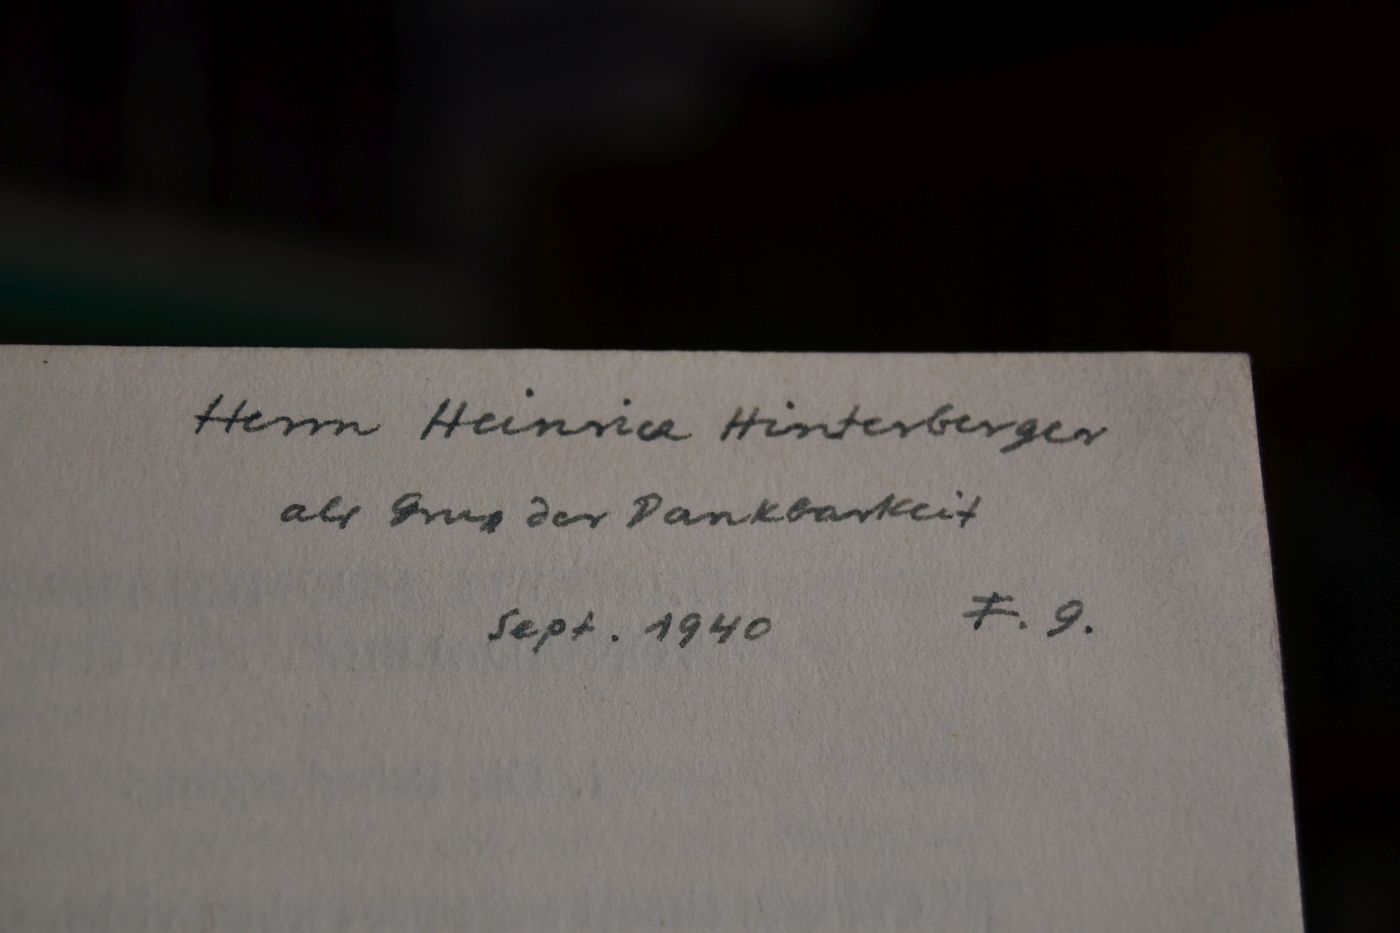 Herrn Heinrich Hinterberger
als Gruß der Dankbarkeit
Sept. 1940 F. G.